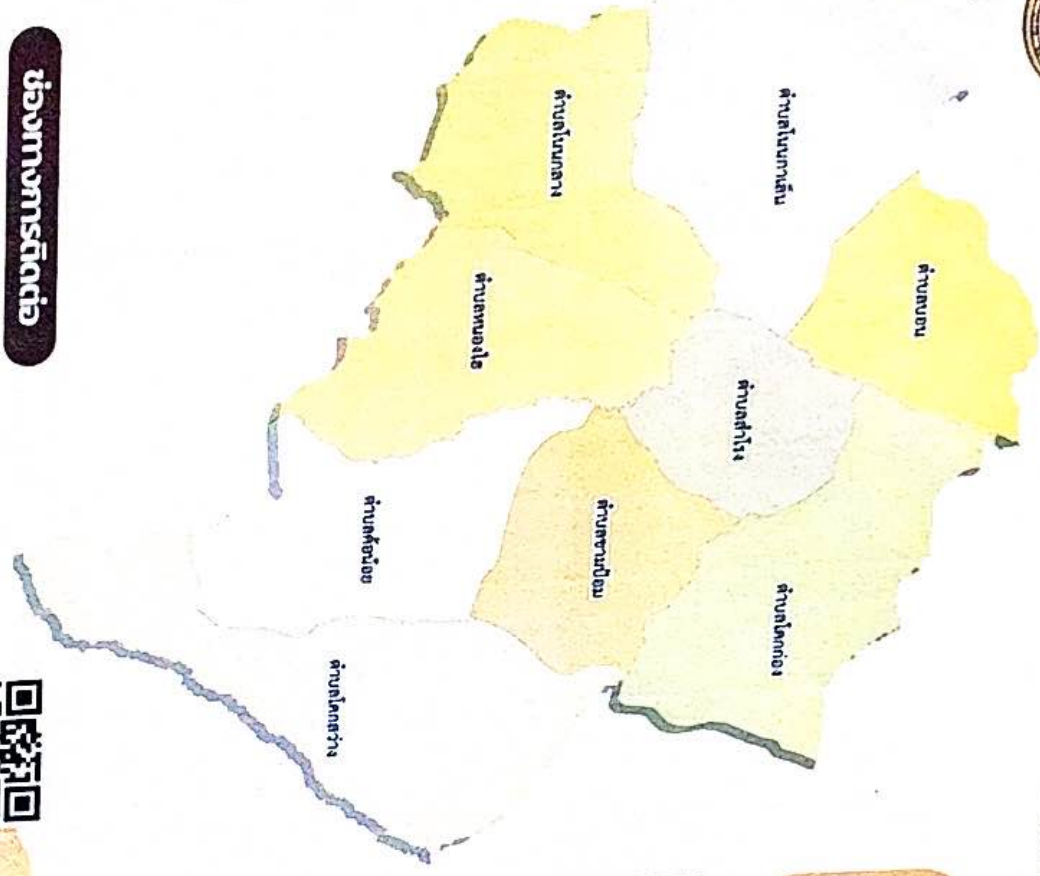 ตำบลบอน
ตำบลโนนกาเล็น
ตำบลโคกก่อง
ตำบลสำโรง
ตำบลขามป้อม
ตำบลโนนกลาง
ตำบลหนองไฮ
ตำบลค้อน้อย
ตำบลโคกสว่าง
ช่องทางการติดต่อ